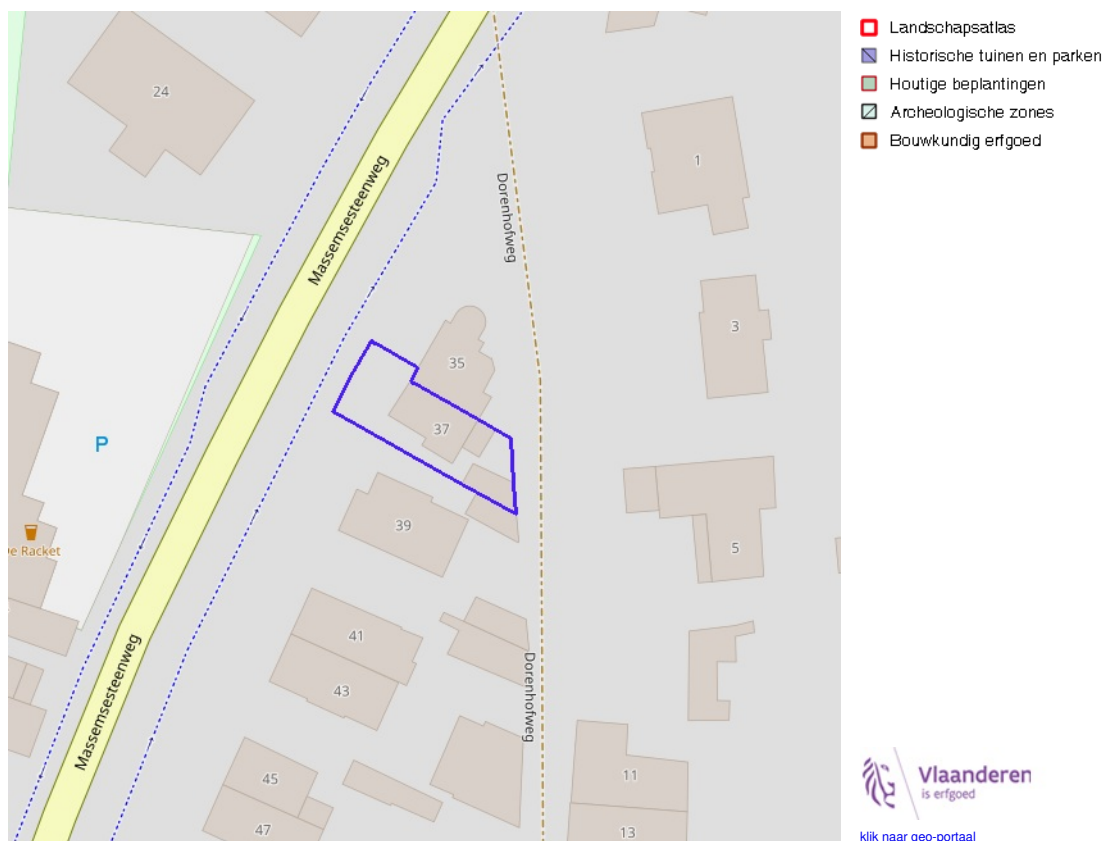 24
Massemsesteenweg
Dorenhofweg
1
3
35
37
P
39
5
De Racket
41
43
Massemsesteenweg
Dorenhofweg
45
47
11
13
Landschapsatlas
Historische tuinen en parken
Houtige beplantingen
Archeologische zones
Bouwkundig erfgoed
Vlaanderen
is erfgoed
klik naar geo-portaal